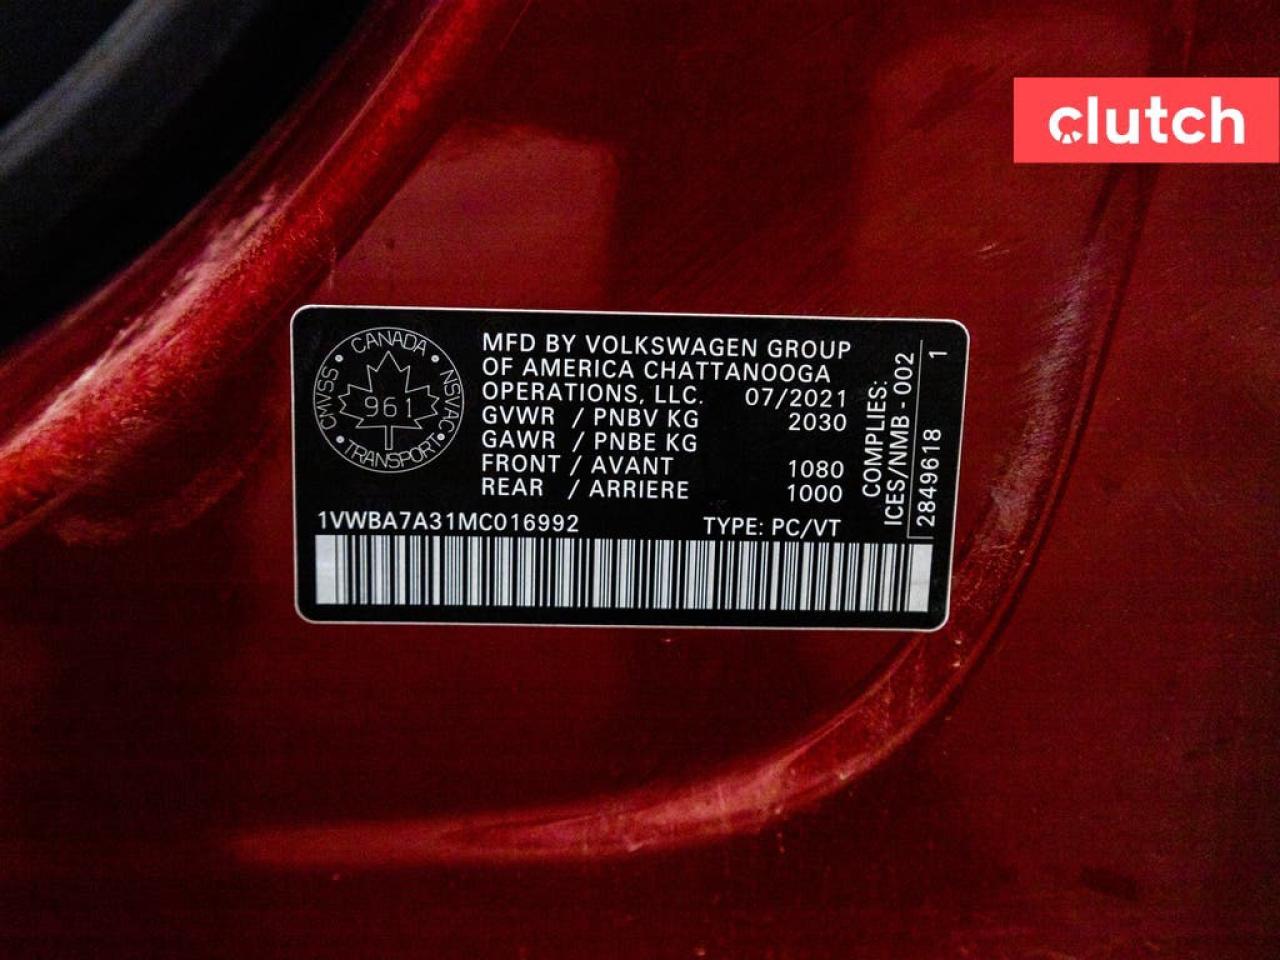 clutch
CANADA
CMVSS
NSVAC
961
TRANSPORT
MFD BY VOLKSWAGEN GROUP
OF AMERICA CHATTANOOGA
OPERATIONS, LLC. 07/2021
GVWR / PNBV KG 2030
GAWR / PNBE KG
FRONT / AVANT 1080
REAR / ARRIERE 1000
1VWBA7A31MC016992 TYPE: PC/VT
COMPLIES:
ICES/NMB - 002
2849618 1